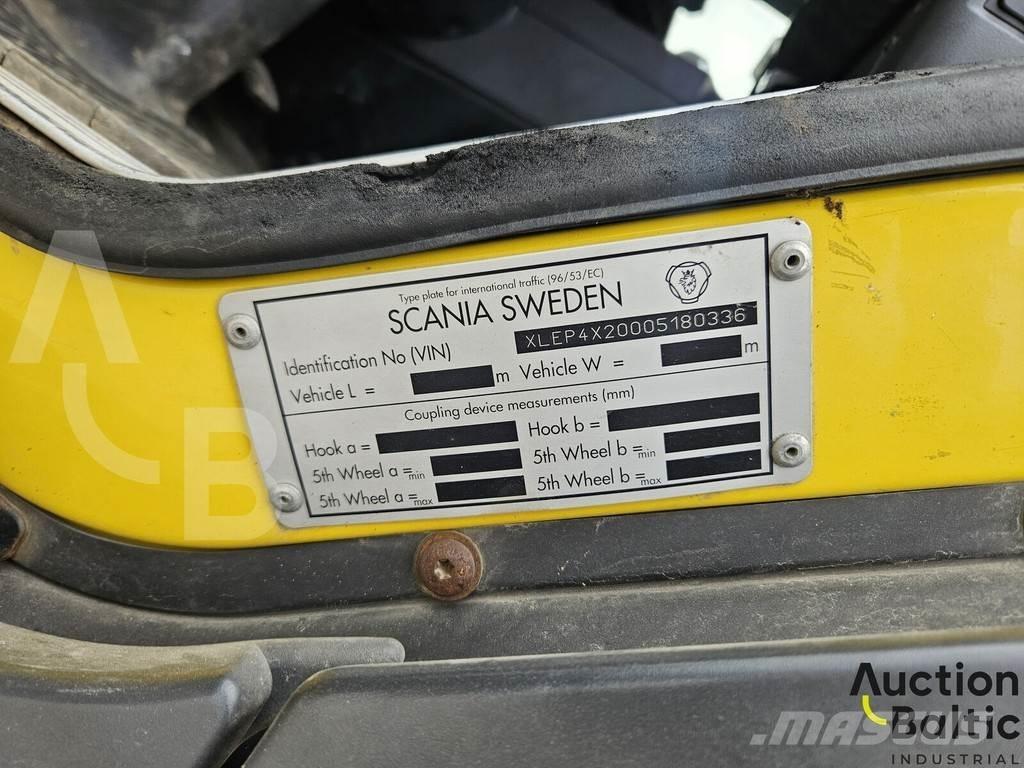 Type plate for international traffic (96/53/EC)
SCANIA SWEDEN
Identification No (VIN) XLEP4X20005180336
Vehicle L = m Vehicle W = m
Coupling device measurements (mm)
Hook a = Hook b =
5th Wheel a =min 5th Wheel b =min
5th Wheel a =max 5th Wheel b =max
AB
Auction
Baltic
MASCUS
INDUSTRIAL